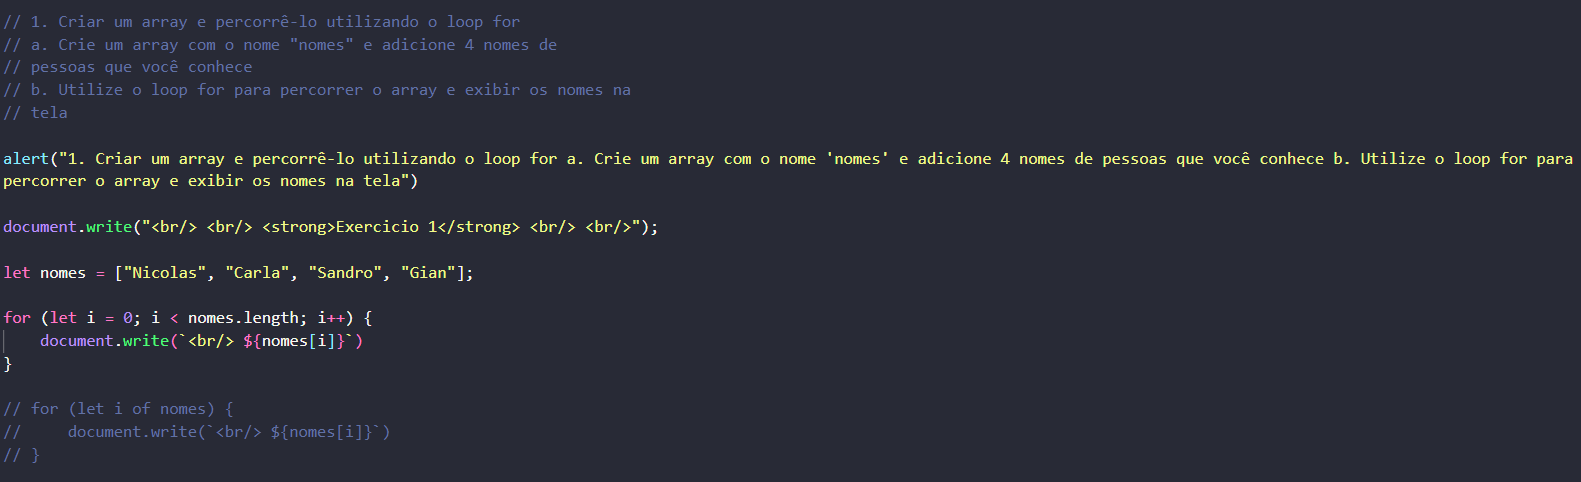 // 1. Criar um array e percorrê-lo utilizando o loop for
// a. Crie um array com o nome "nomes" e adicione 4 nomes de
// pessoas que você conhece
// b. Utilize o loop for para percorrer o array e exibir os nomes na
// tela
alert("1. Criar um array e percorrê-lo utilizando o loop for a. Crie um array com o nome 'nomes' e adicione 4 nomes de pessoas que você conhece b. Utilize o loop for para
percorrer o array e exibir os nomes na tela")
document.write("<br/> <br/> <strong>Exercicio 1</strong> <br/> <br/>");
let nomes = ["Nicolas", "Carla", "Sandro", "Gian"];
for (let i = 0; i < nomes.length; i++) {
    document.write(`<br/> ${nomes[i]}`)
}
// for (let i of nomes) {
//     document.write(`<br/> ${nomes[i]}`)
// }